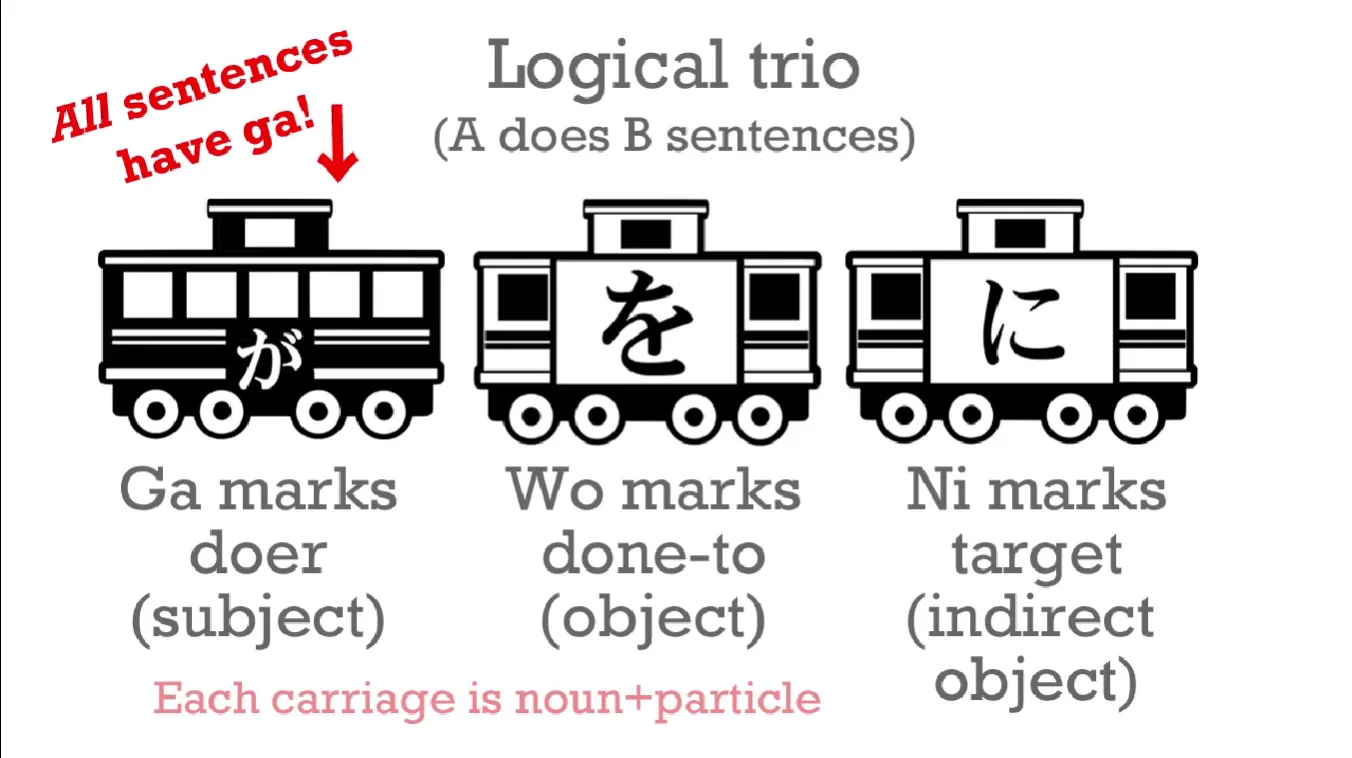 All sentences
have ga!
Logical trio
(A does B sentences)
が
を
に
Ga marks
doer
(subject)
Wo marks
done-to
(object)
Ni marks
target
(indirect
object)
Each carriage is noun+particle